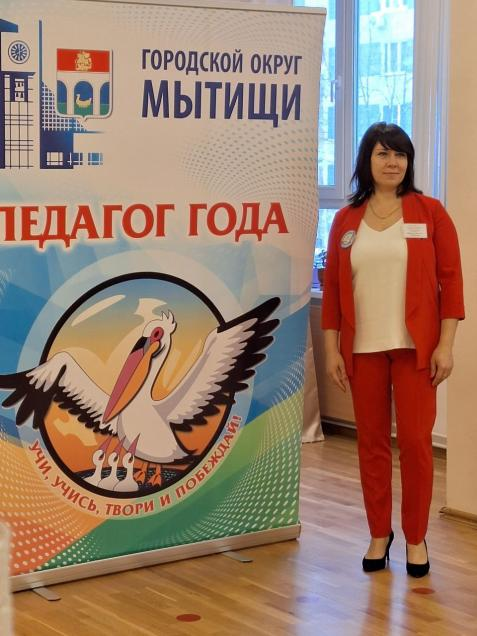 ГОРОДСКОЙ ОКРУГ
МЫТИЩИ
ПЕДАГОГ ГОДА
УЧИ, УЧИСЬ, ТВОРИ И ПОБЕЖДАЙ!